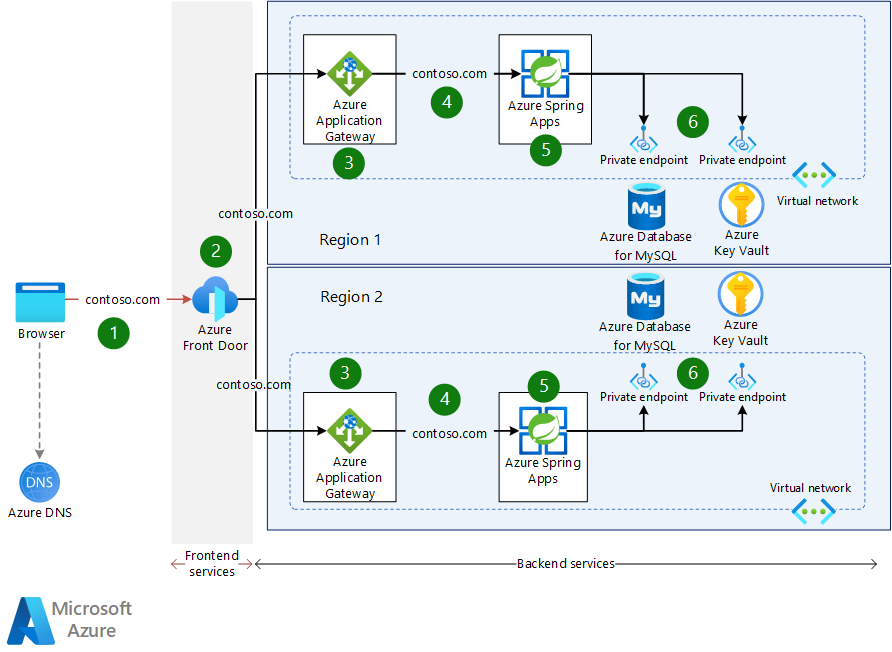 contoso.com
4
Azure
Application
Gateway
3
Azure Spring
Apps
5
6
Private endpoint
Private endpoint
Virtual network
contoso.com
Region 1
My
Azure Database
for MySQL
Azure
Key Vault
2
Browser
contoso.com
1
Azure
Front Door
Region 2
My
Azure Database
for MySQL
Azure
Key Vault
contoso.com
3
4
contoso.com
5
6
Private endpoint
Private endpoint
Azure
Application
Gateway
Azure Spring
Apps
Virtual network
DNS
Azure DNS
Frontend
services
Backend services
Microsoft
Azure